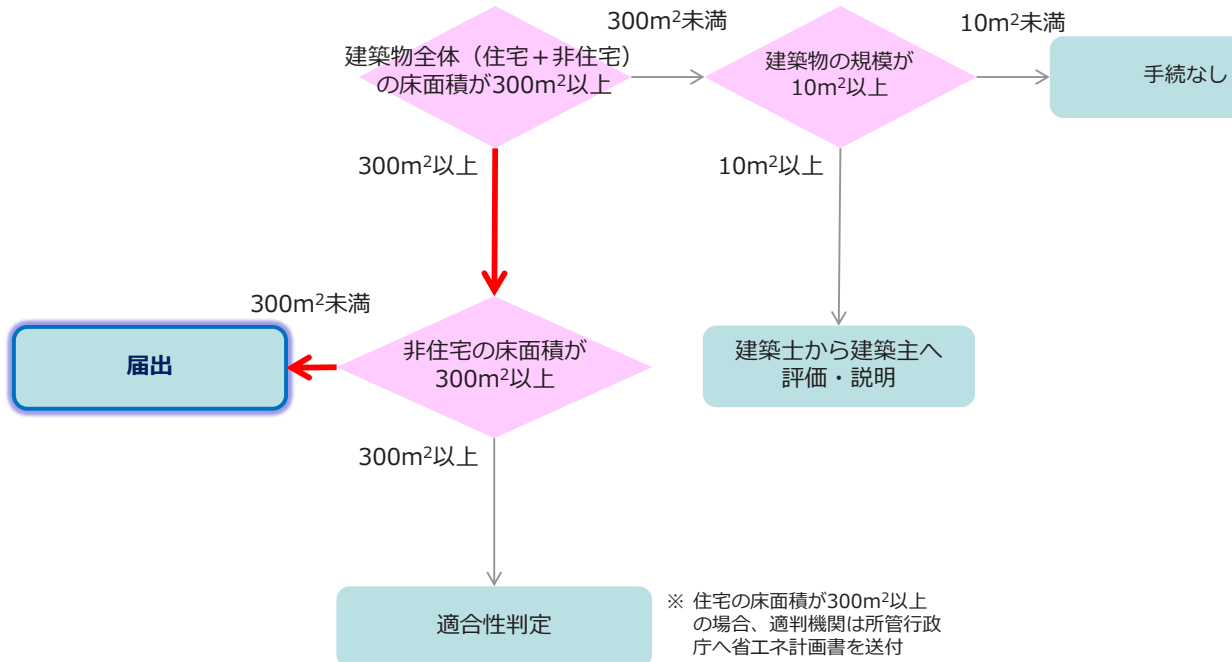 建築物全体（住宅＋非住宅）
の床面積が300m²以上
300m²未満
建築物の規模が
10m²以上
10m²未満
手続なし
300m²以上
10m²以上
300m²未満
届出
非住宅の床面積が
300m²以上
建築士から建築主へ
評価・説明
300m²以上
適合性判定
※ 住宅の床面積が300m²以上
の場合、適判機関は所管行政
庁へ省エネ計画書を送付